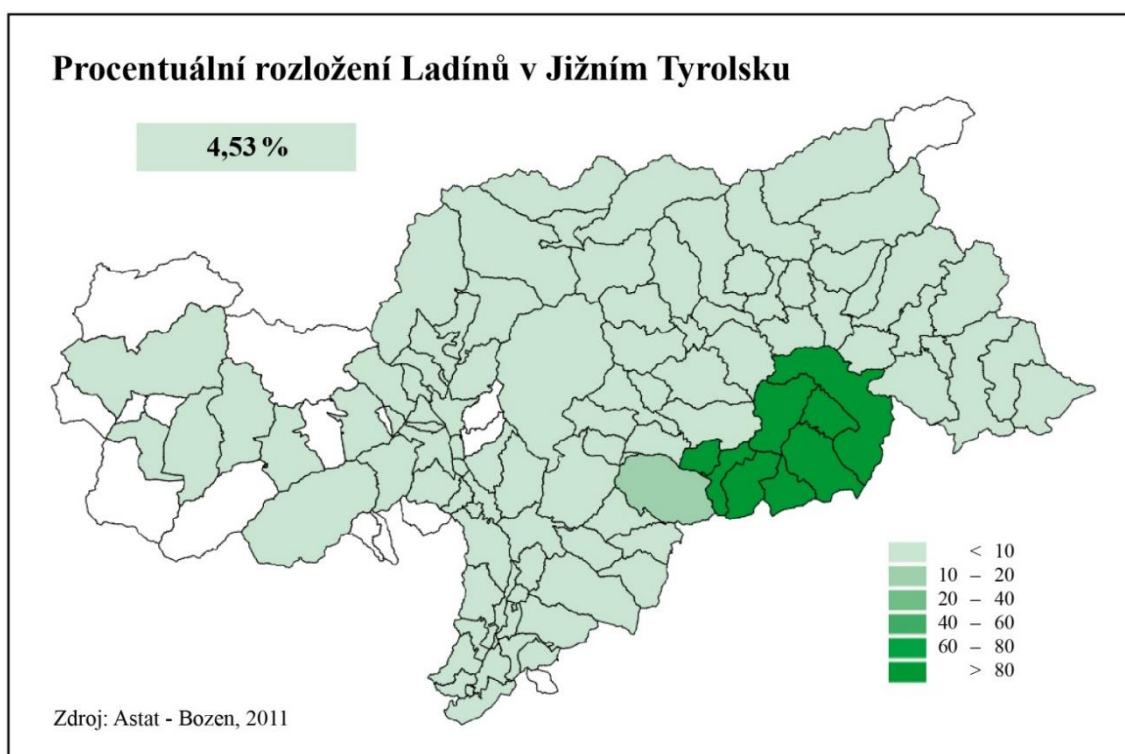 Procentuální rozložení Ladínů v Jižním Tyrolsku
4,53 %
< 10
10 – 20
20 – 40
40 – 60
60 – 80
> 80
Zdroj: Astat - Bozen, 2011